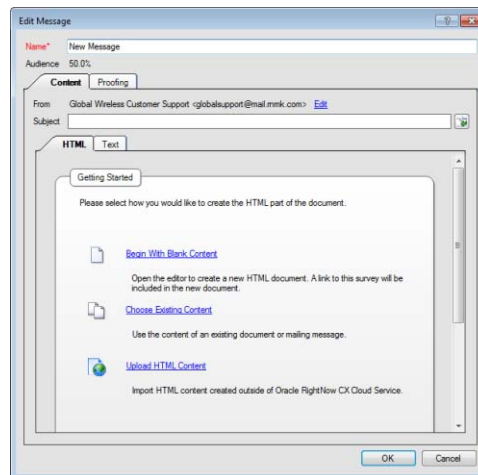 Edit Message
Name* New Message
Audience 50.0%
Content Proofing
From Global Wireless Customer Support <globalsupport@mail.mmk.com> Edit
Subject
HTML Text
Getting Started
Please select how you would like to create the HTML part of the document.
Begin With Blank Content
Open the editor to create a new HTML document. A link to this survey will be
included in the new document.
Choose Existing Content
Use the content of an existing document or mailing message.
Upload HTML Content
Import HTML content created outside of Oracle RightNow CX Cloud Service.
OK Cancel